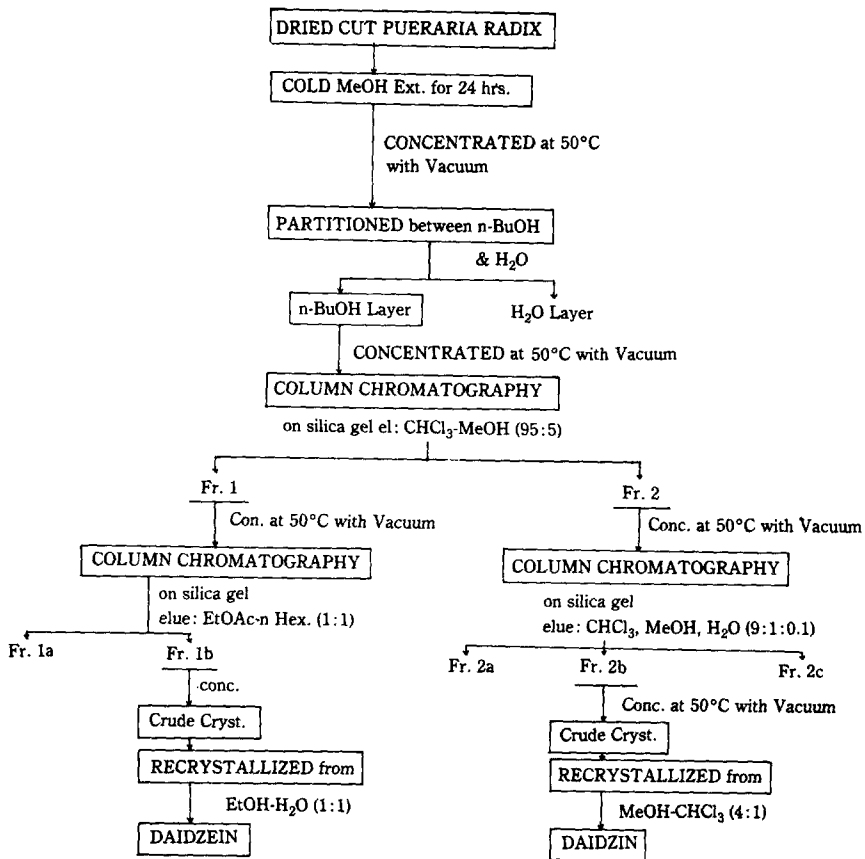 DRIED CUT PUERARIA RADIX
COLD MeOH Ext. for 24 hrs.
CONCENTRATED at 50°C
with Vacuum
PARTITIONED between n-BuOH
& H₂O
n-BuOH Layer
H₂O Layer
CONCENTRATED at 50°C with Vacuum
COLUMN CHROMATOGRAPHY
on silica gel el: CHCl₃-MeOH (95:5)
Fr. 1
Fr. 2
Con. at 50°C with Vacuum
Conc. at 50°C with Vacuum
COLUMN CHROMATOGRAPHY
COLUMN CHROMATOGRAPHY
on silica gel
elue: EtOAc-n Hex. (1:1)
on silica gel
elue: CHCl₃, MeOH, H₂O (9:1:0.1)
Fr. 1a
Fr. 1b
Fr. 2a
Fr. 2b
Fr. 2c
conc.
Conc. at 50°C with Vacuum
Crude Cryst.
Crude Cryst.
RECRYSTALLIZED from
RECRYSTALLIZED from
EtOH-H₂O (1:1)
MeOH-CHCl₃ (4:1)
DAIDZEIN
DAIDZIN